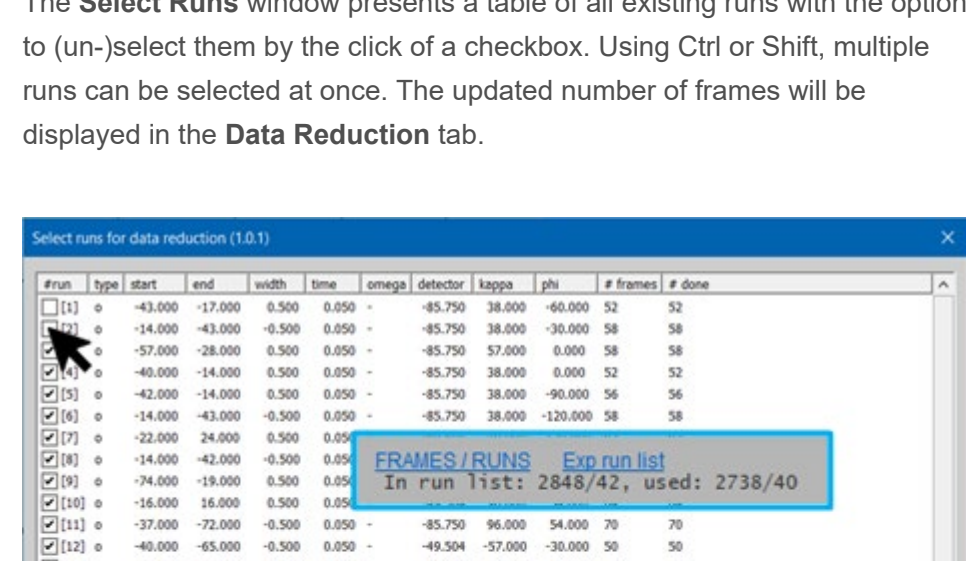 The Select Runs window presents a table of all existing runs with the option
to (un-)select them by the click of a checkbox. Using Ctrl or Shift, multiple
runs can be selected at once. The updated number of frames will be
displayed in the Data Reduction tab.
Select runs for data reduction (1.0.1)
#run type start end width time omega detector kappa phi # frames # done
[1] o -43.000 -17.000 0.500 0.050 - -85.750 38.000 -60.000 52 52
[2] o -14.000 -43.000 -0.500 0.050 - -85.750 38.000 -30.000 58 58
o -57.000 -28.000 0.500 0.050 - -85.750 57.000 0.000 58 58
[4] o -40.000 -14.000 0.500 0.050 - -85.750 38.000 0.000 52 52
[5] o -42.000 -14.000 0.500 0.050 - -85.750 38.000 -90.000 56 56
[6] o -14.000 -43.000 -0.500 0.050 - -85.750 38.000 -120.000 58 58
[7] o -22.000 24.000 0.500
[8] o -14.000 -42.000 -0.500
[9] o -74.000 -19.000 0.500
[10] o -16.000 16.000 0.500
FRAMES / RUNS Exp run list
In run list: 2848/42, used: 2738/40
[11] o -37.000 -72.000 -0.500 0.050 - -85.750 96.000 54.000 70 70
[12] o -40.000 -65.000 -0.500 0.050 - -49.504 -57.000 -30.000 50 50